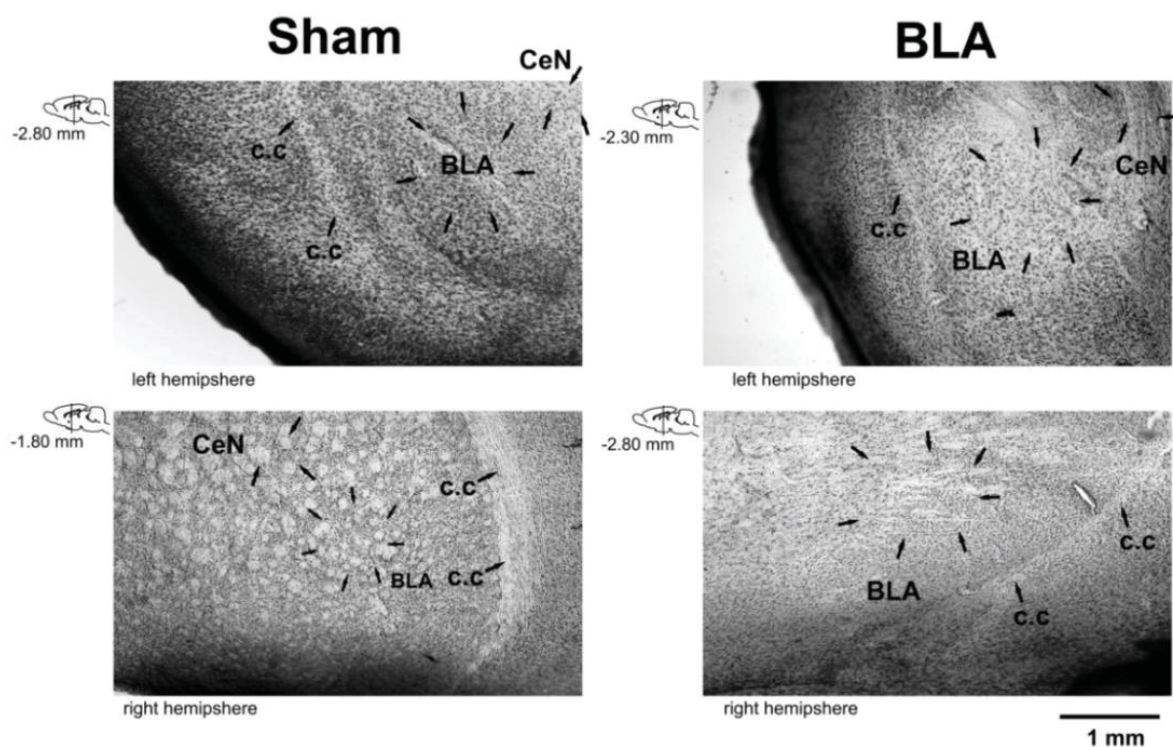 Sham
BLA
CeN
-2.80 mm
c.c
BLA
c.c
left hemipshere
-2.30 mm
CeN
c.c
BLA
left hemipshere
-1.80 mm
CeN
c.c
c.c
BLA
right hemipshere
-2.80 mm
c.c
BLA
c.c
right hemipshere
1 mm